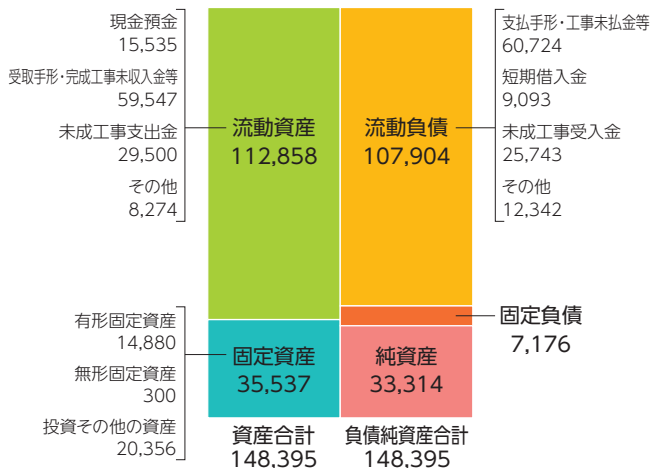 現金預金
15,535
受取手形・完成工事未収入金等
59,547
未成工事支出金
29,500
その他
8,274
流動資産
112,858
有形固定資産
14,880
無形固定資産
300
投資その他の資産
20,356
固定資産
35,537
資産合計
148,395
流動負債
107,904
支払手形・工事未払金等
60,724
短期借入金
9,093
未成工事受入金
25,743
その他
12,342
固定負債
7,176
純資産
33,314
負債純資産合計
148,395